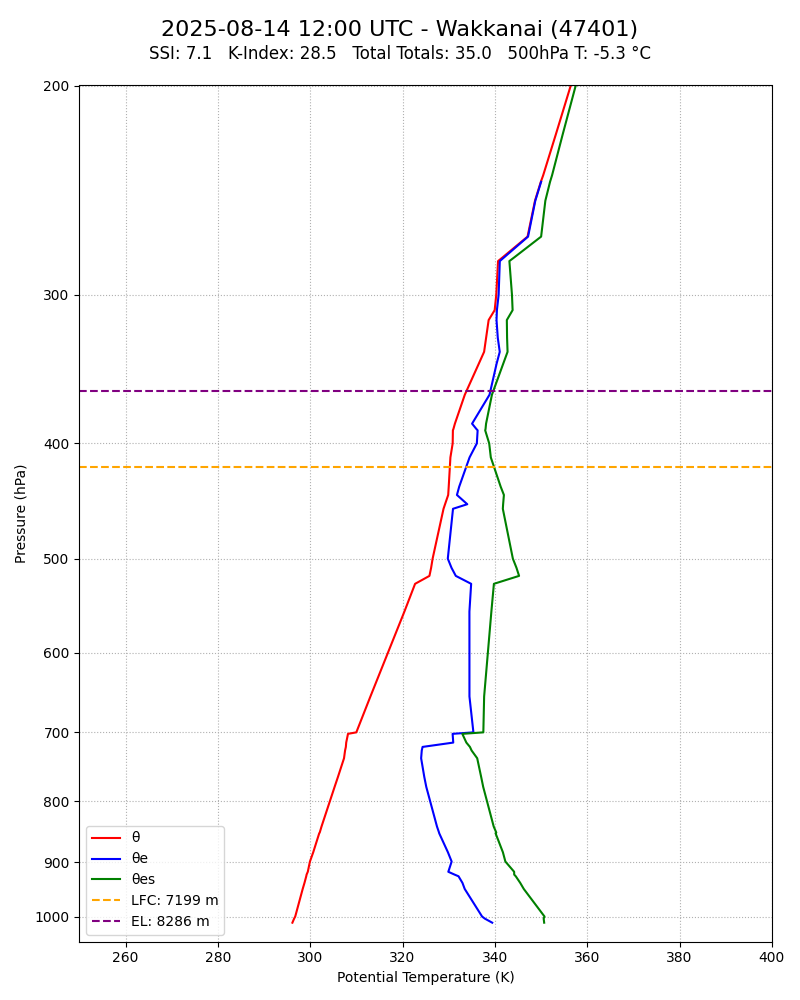 2025-08-14 12:00 UTC - Wakkanai (47401)
SSI: 7.1 K-Index: 28.5 Total Totals: 35.0 500hPa T: -5.3 °C
200
300
400
500
600
700
800
900
1000
Pressure (hPa)
θ
θe
θes
LFC: 7199 m
EL: 8286 m
260 280 300 320 340 360 380 400
Potential Temperature (K)